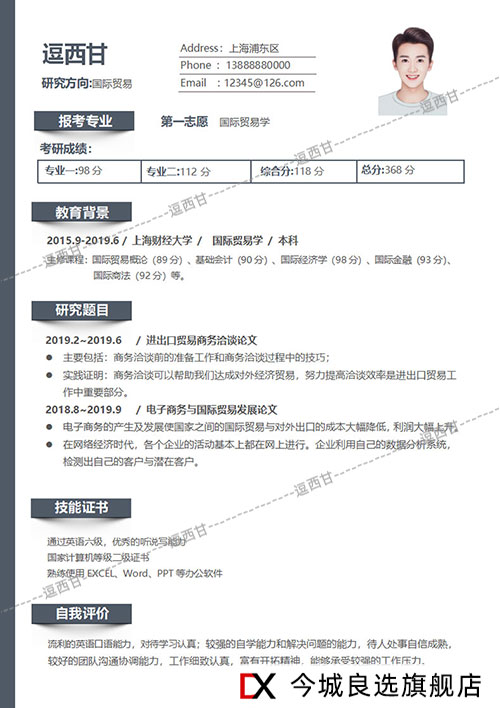 逗西甘
研究方向:国际贸易
Address：上海浦东区
Phone ：13888880000
Email ：12345@126.com
报考专业
第一志愿 国际贸易学
考研成绩：
专业一:98 分 专业二:112 分 综合分:118 分 总分:368 分
教育背景
2015.9-2019.6 / 上海财经大学 / 国际贸易学 / 本科
主修课程：国际贸易概论（89 分）、基础会计（90 分）、国际经济学（98 分）、国际金融（93 分）、
国际商法（92 分）等。
研究题目
2019.2~2019.6 / 进出口贸易商务洽谈论文
● 主要包括：商务洽谈前的准备工作和商务洽谈过程中的技巧；
● 实践证明：商务洽谈可以帮助我们达成对外经济贸易，努力提高洽谈效率是进出口贸易工
作中重要部分。
2018.8~2019.9 / 电子商务与国际贸易发展论文
● 电子商务的产生及发展使国家之间的国际贸易与对外出口的成本大幅降低，利润大幅上升。
● 在网络经济时代，各个企业的活动基本上都在网上进行。企业利用自己的数据分析系统，
检测出自己的客户与潜在客户。
技能证书
通过英语六级，优秀的听说写能力
国家计算机等级二级证书
熟练使用 EXCEL、Word、PPT 等办公软件
自我评价
流利的英语口语能力，对待学习认真；较强的自学能力和解决问题的能力，待人处事自信成熟，
较好的团队沟通协调能力，工作细致认真，富有开拓精神，能够承受较强的工作压力。
DX 今城良选旗舰店
逗西甘
逗西甘
逗西甘
逗西甘
逗西甘
逗西甘